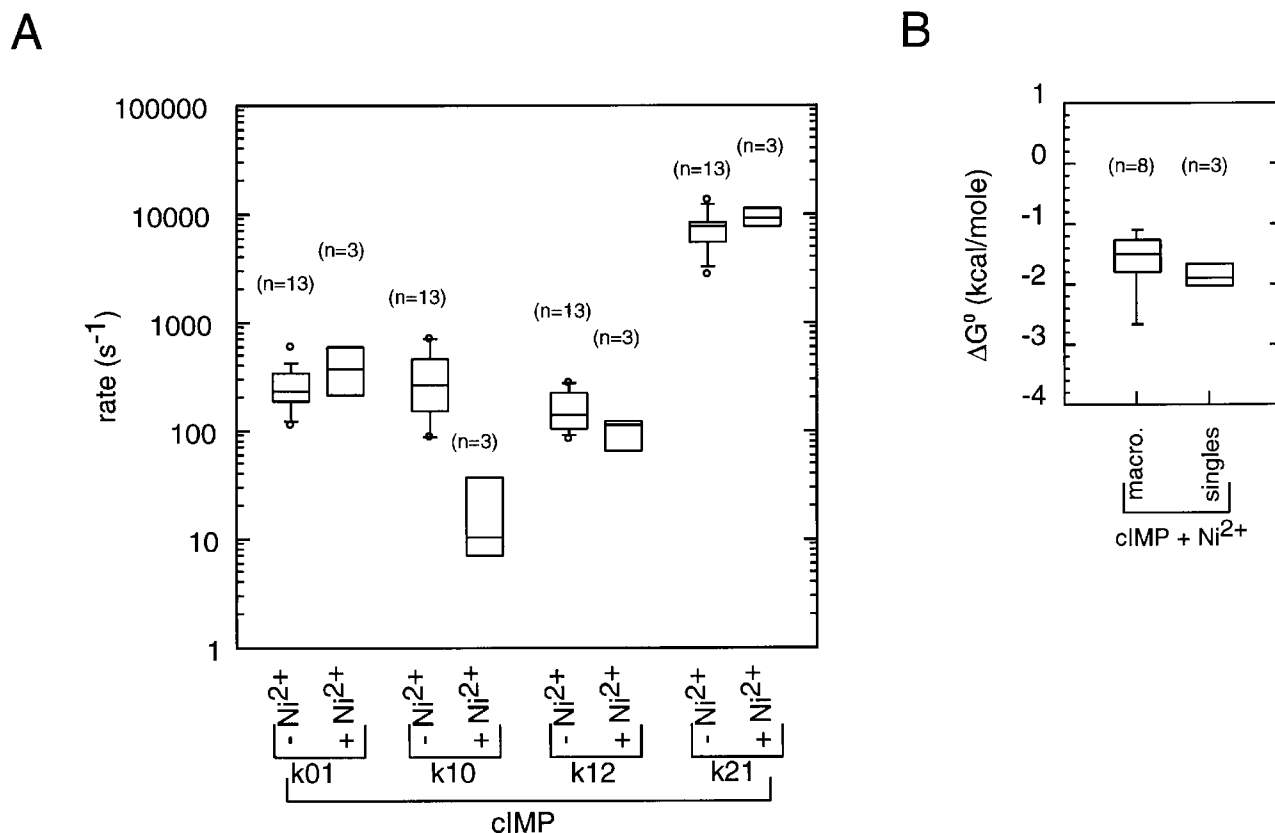 A
B
100000
10000
1000
100
10
1
rate (s⁻¹)
(n=13)
(n=3)
(n=13)
(n=3)
(n=13)
(n=3)
(n=13)
(n=3)
- Ni²⁺
+ Ni²⁺
- Ni²⁺
+ Ni²⁺
- Ni²⁺
+ Ni²⁺
- Ni²⁺
+ Ni²⁺
k01
k10
k12
k21
cIMP
1
0
-1
-2
-3
-4
ΔG⁰ (kcal/mole)
(n=8)
(n=3)
macro.
singles
cIMP + Ni²⁺